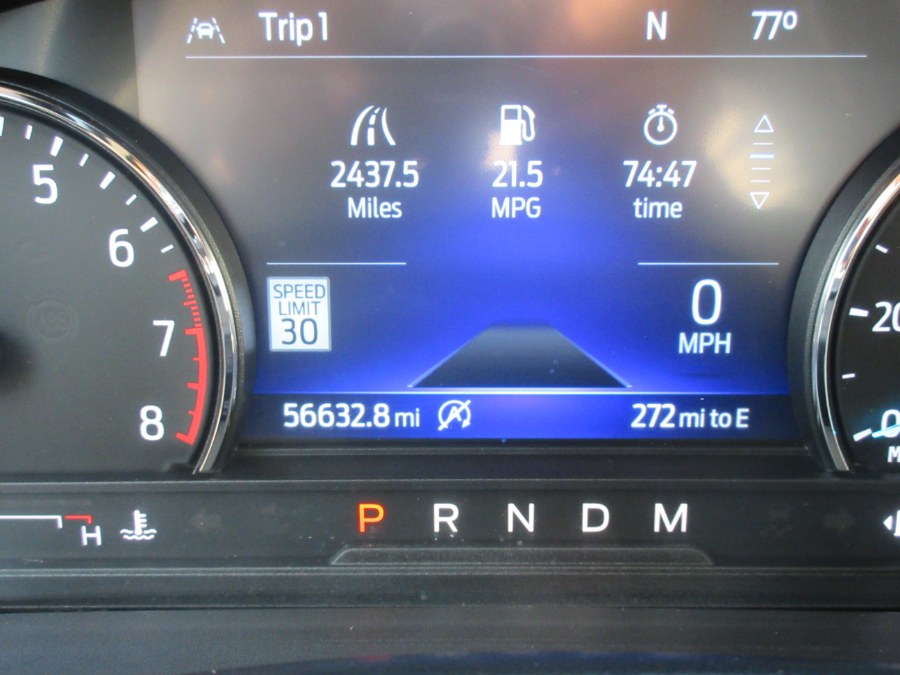 Trip 1 N 77°
2437.5 21.5 74:47
Miles MPG time
5
6
7
8
SPEED
LIMIT
30
0
MPH
20
0
56632.8 mi A 272 mi to E
H P R N D M